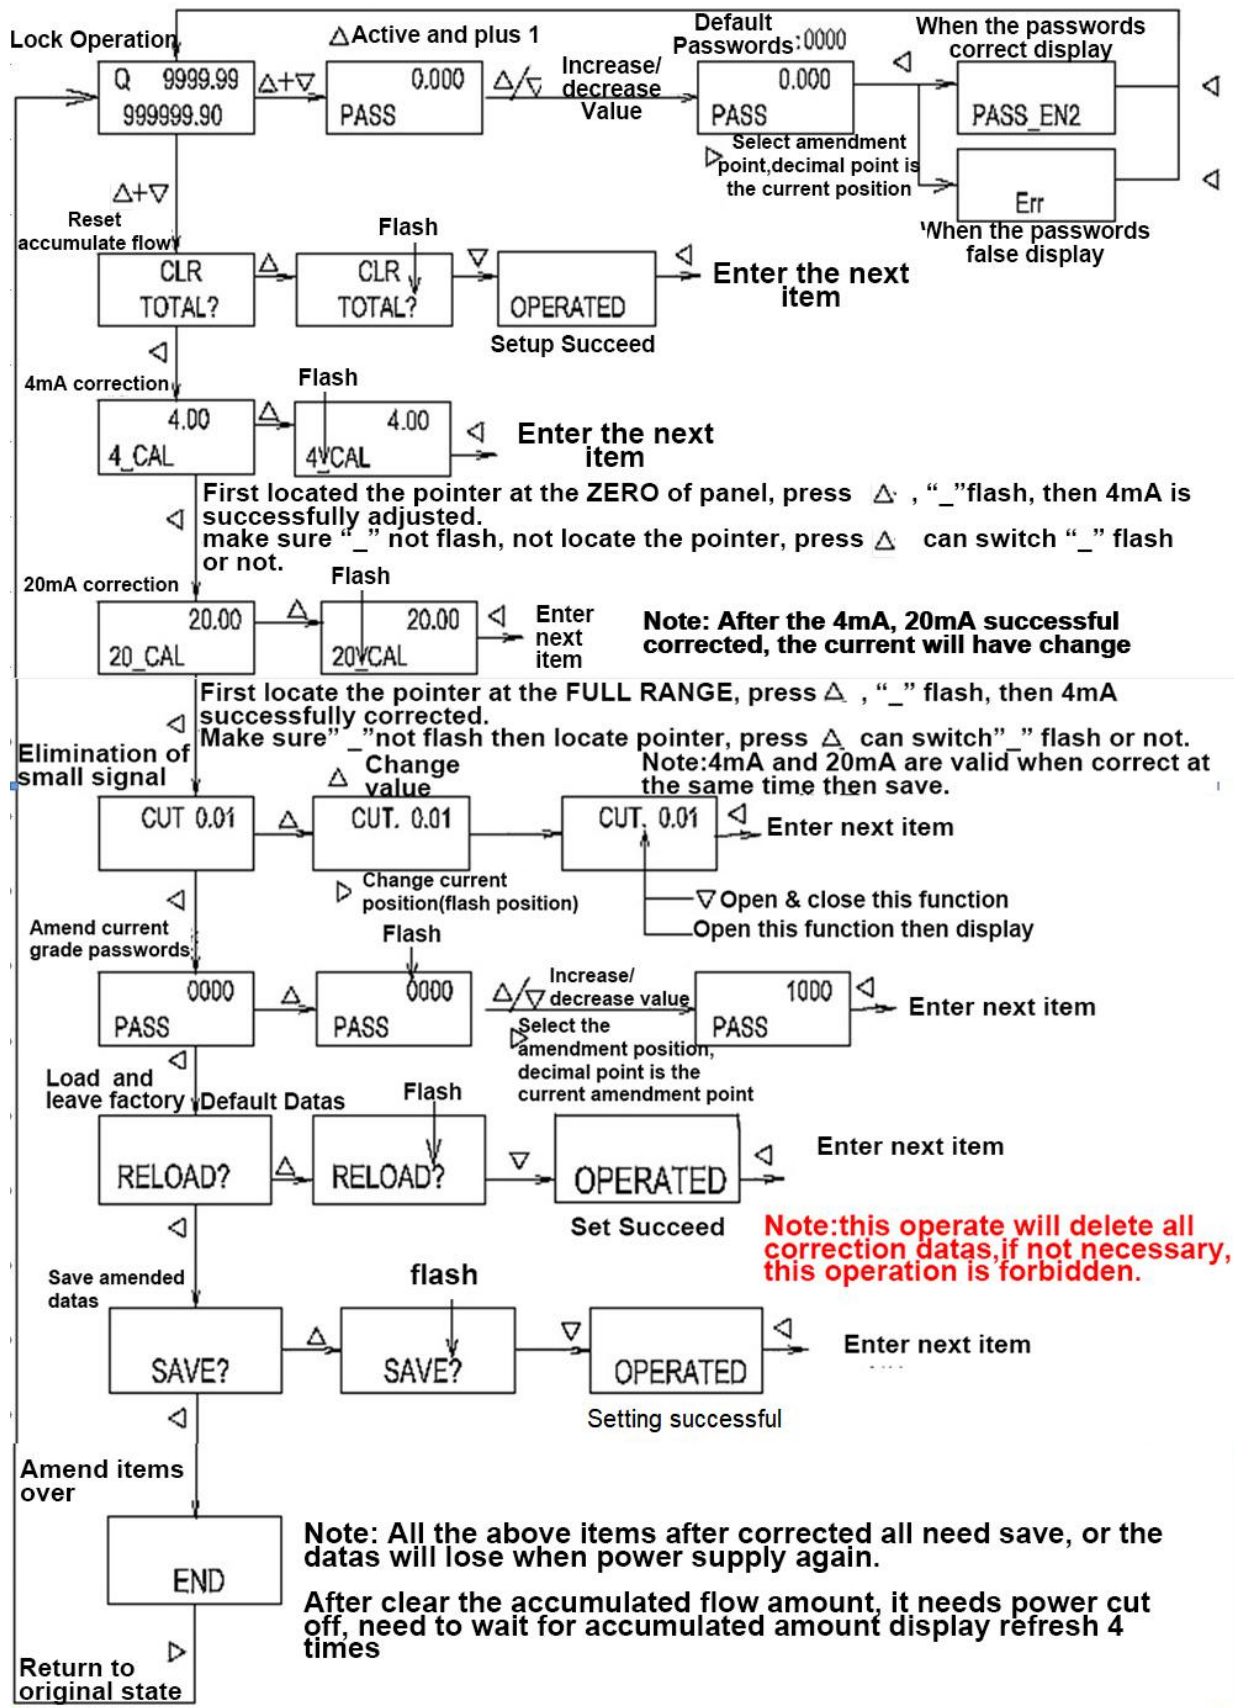 Lock Operation
△Active and plus 1
Default
Passwords:0000
When the passwords
correct display
Q 9999.99
999999.90
△+▽
0.000
PASS
△/▽
Increase/
decrease
Value
0.000
PASS
◁
PASS_EN2
◁
▷
Select amendment
point,decimal point is
the current position
Err
◁
When the passwords
false display
△+▽
Reset
accumulate flow
Flash
CLR
TOTAL?
△
CLR
TOTAL?
▽
OPERATED
◁
Enter the next
item
Setup Succeed
◁
4mA correction
Flash
4.00
4_CAL
△
4.00
4_CAL
◁
Enter the next
item
◁
First located the pointer at the ZERO of panel, press △ , “_”flash, then 4mA is
successfully adjusted.
make sure “_” not flash, not locate the pointer, press △ can switch “_” flash
or not.
20mA correction
Flash
20.00
20_CAL
△
20.00
20_CAL
◁
Enter
next
item
Note: After the 4mA, 20mA successful
corrected, the current will have change
◁
First locate the pointer at the FULL RANGE, press △ , “_” flash, then 4mA
successfully corrected.
Make sure” _”not flash then locate pointer, press △ can switch”_” flash or not.
Elimination of
small signal
△
Change
value
Note:4mA and 20mA are valid when correct at
the same time then save.
CUT 0.01
△
CUT. 0.01
CUT. 0.01
◁
Enter next item
◁
▷
Change current
position(flash position)
▽Open & close this function
Open this function then display
Amend current
grade passwords
Flash
0000
PASS
△
0000
PASS
△/▽
Increase/
decrease value
▷
Select the
amendment position,
decimal point is the
current amendment point
1000
PASS
◁
Enter next item
◁
Load and
leave factory
Default Datas
Flash
RELOAD?
△
RELOAD?
▽
OPERATED
◁
Enter next item
Set Succeed
Note:this operate will delete all
correction datas,if not necessary,
this operation is forbidden.
◁
Save amended
datas
flash
SAVE?
△
SAVE?
▽
OPERATED
◁
Enter next item
Setting successful
◁
Amend items
over
END
Note: All the above items after corrected all need save, or the
datas will lose when power supply again.
After clear the accumulated flow amount, it needs power cut
off, need to wait for accumulated amount display refresh 4
times
▷
Return to
original state